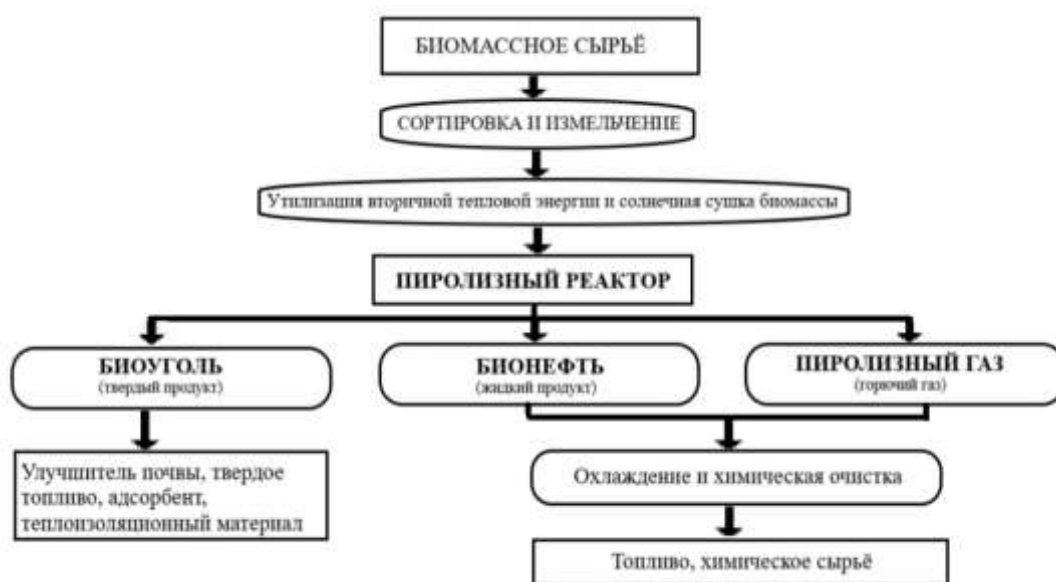 БИОМАССНОЕ СЫРЬЁ
СОРТИРОВКА И ИЗМЕЛЬЧЕНИЕ
Утилизация вторичной тепловой энергии и солнечная сушка биомассы
ПИРОЛИЗНЫЙ РЕАКТОР
БИОУГОЛЬ
(твердый продукт)
БИОНЕФТЬ
(жидкий продукт)
ПИРОЛИЗНЫЙ ГАЗ
(горючий газ)
Улучшитель почвы, твердое
топливо, адсорбент,
теплоизоляционный материал
Охлаждение и химическая очистка
Топливо, химическое сырьё